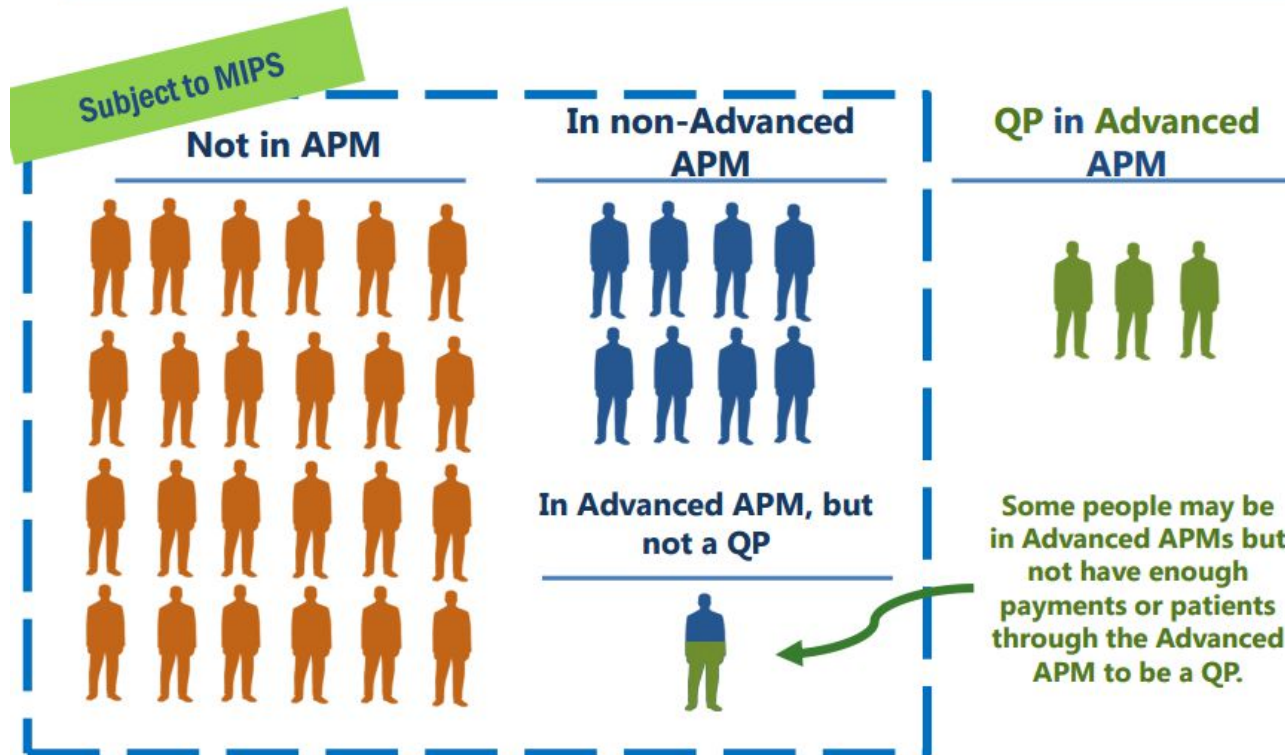 Subject to MIPS
Not in APM
In non-Advanced
APM
QP in Advanced
APM
In Advanced APM, but
not a QP
Some people may be
in Advanced APMs but
not have enough
payments or patients
through the Advanced
APM to be a QP.